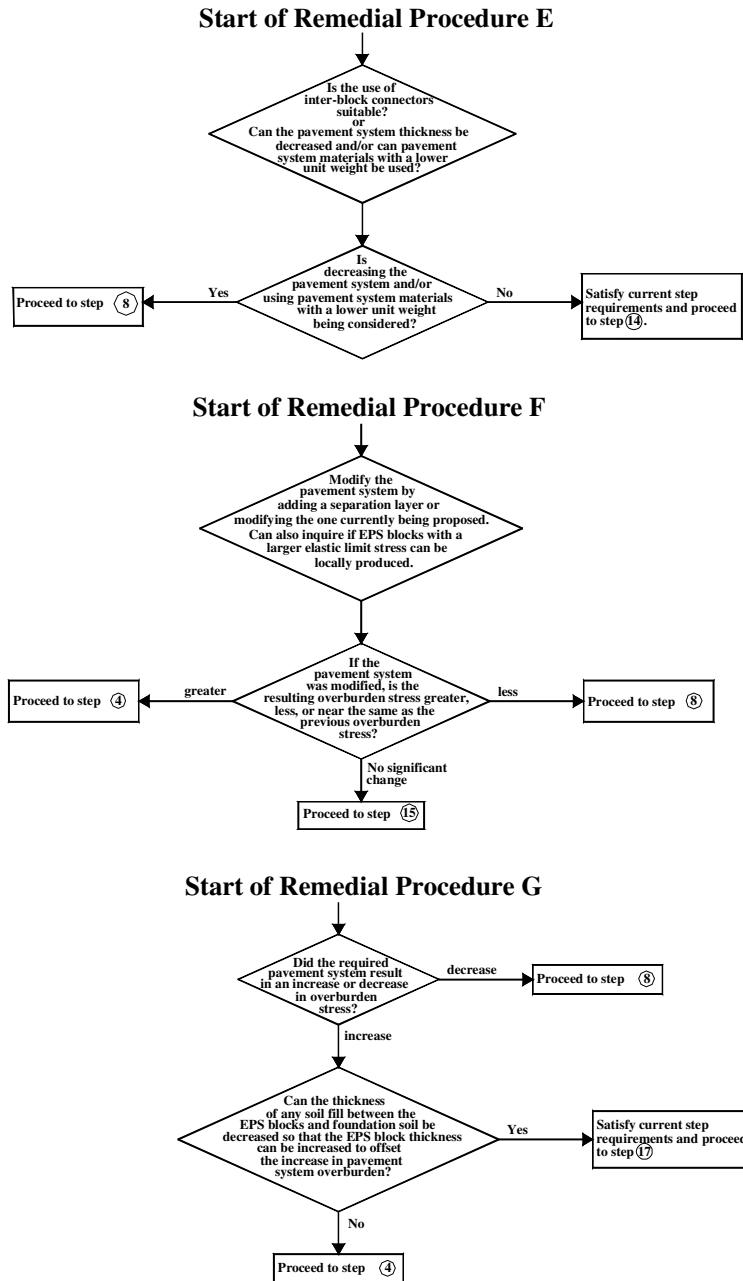 Start of Remedial Procedure E
Is the use of
inter-block connectors
suitable?
or
Can the pavement system thickness be
decreased and/or can pavement
system materials with a lower
unit weight be used?
Is
decreasing the
pavement system and/or
using pavement system materials
with a lower unit weight
being considered?
Yes
Proceed to step 8
No
Satisfy current step
requirements and proceed
to step 14.
Start of Remedial Procedure F
Modify the
pavement system by
adding a separation layer or
modifying the one currently being proposed.
Can also inquire if EPS blocks with a
larger elastic limit stress can be
locally produced.
If the
pavement system
was modified, is the
resulting overburden stress greater,
less, or near the same as the
previous overburden
stress?
greater
Proceed to step 4
less
Proceed to step 8
No significant
change
Proceed to step 15
Start of Remedial Procedure G
Did the required
pavement system result
in an increase or decrease
in overburden
stress?
decrease
Proceed to step 8
increase
Can the thickness
of any soil fill between the
EPS blocks and foundation soil be
decreased so that the EPS block thickness
can be increased to offset
the increase in pavement
system overburden?
Yes
Satisfy current step
requirements and proceed
to step 17
No
Proceed to step 4